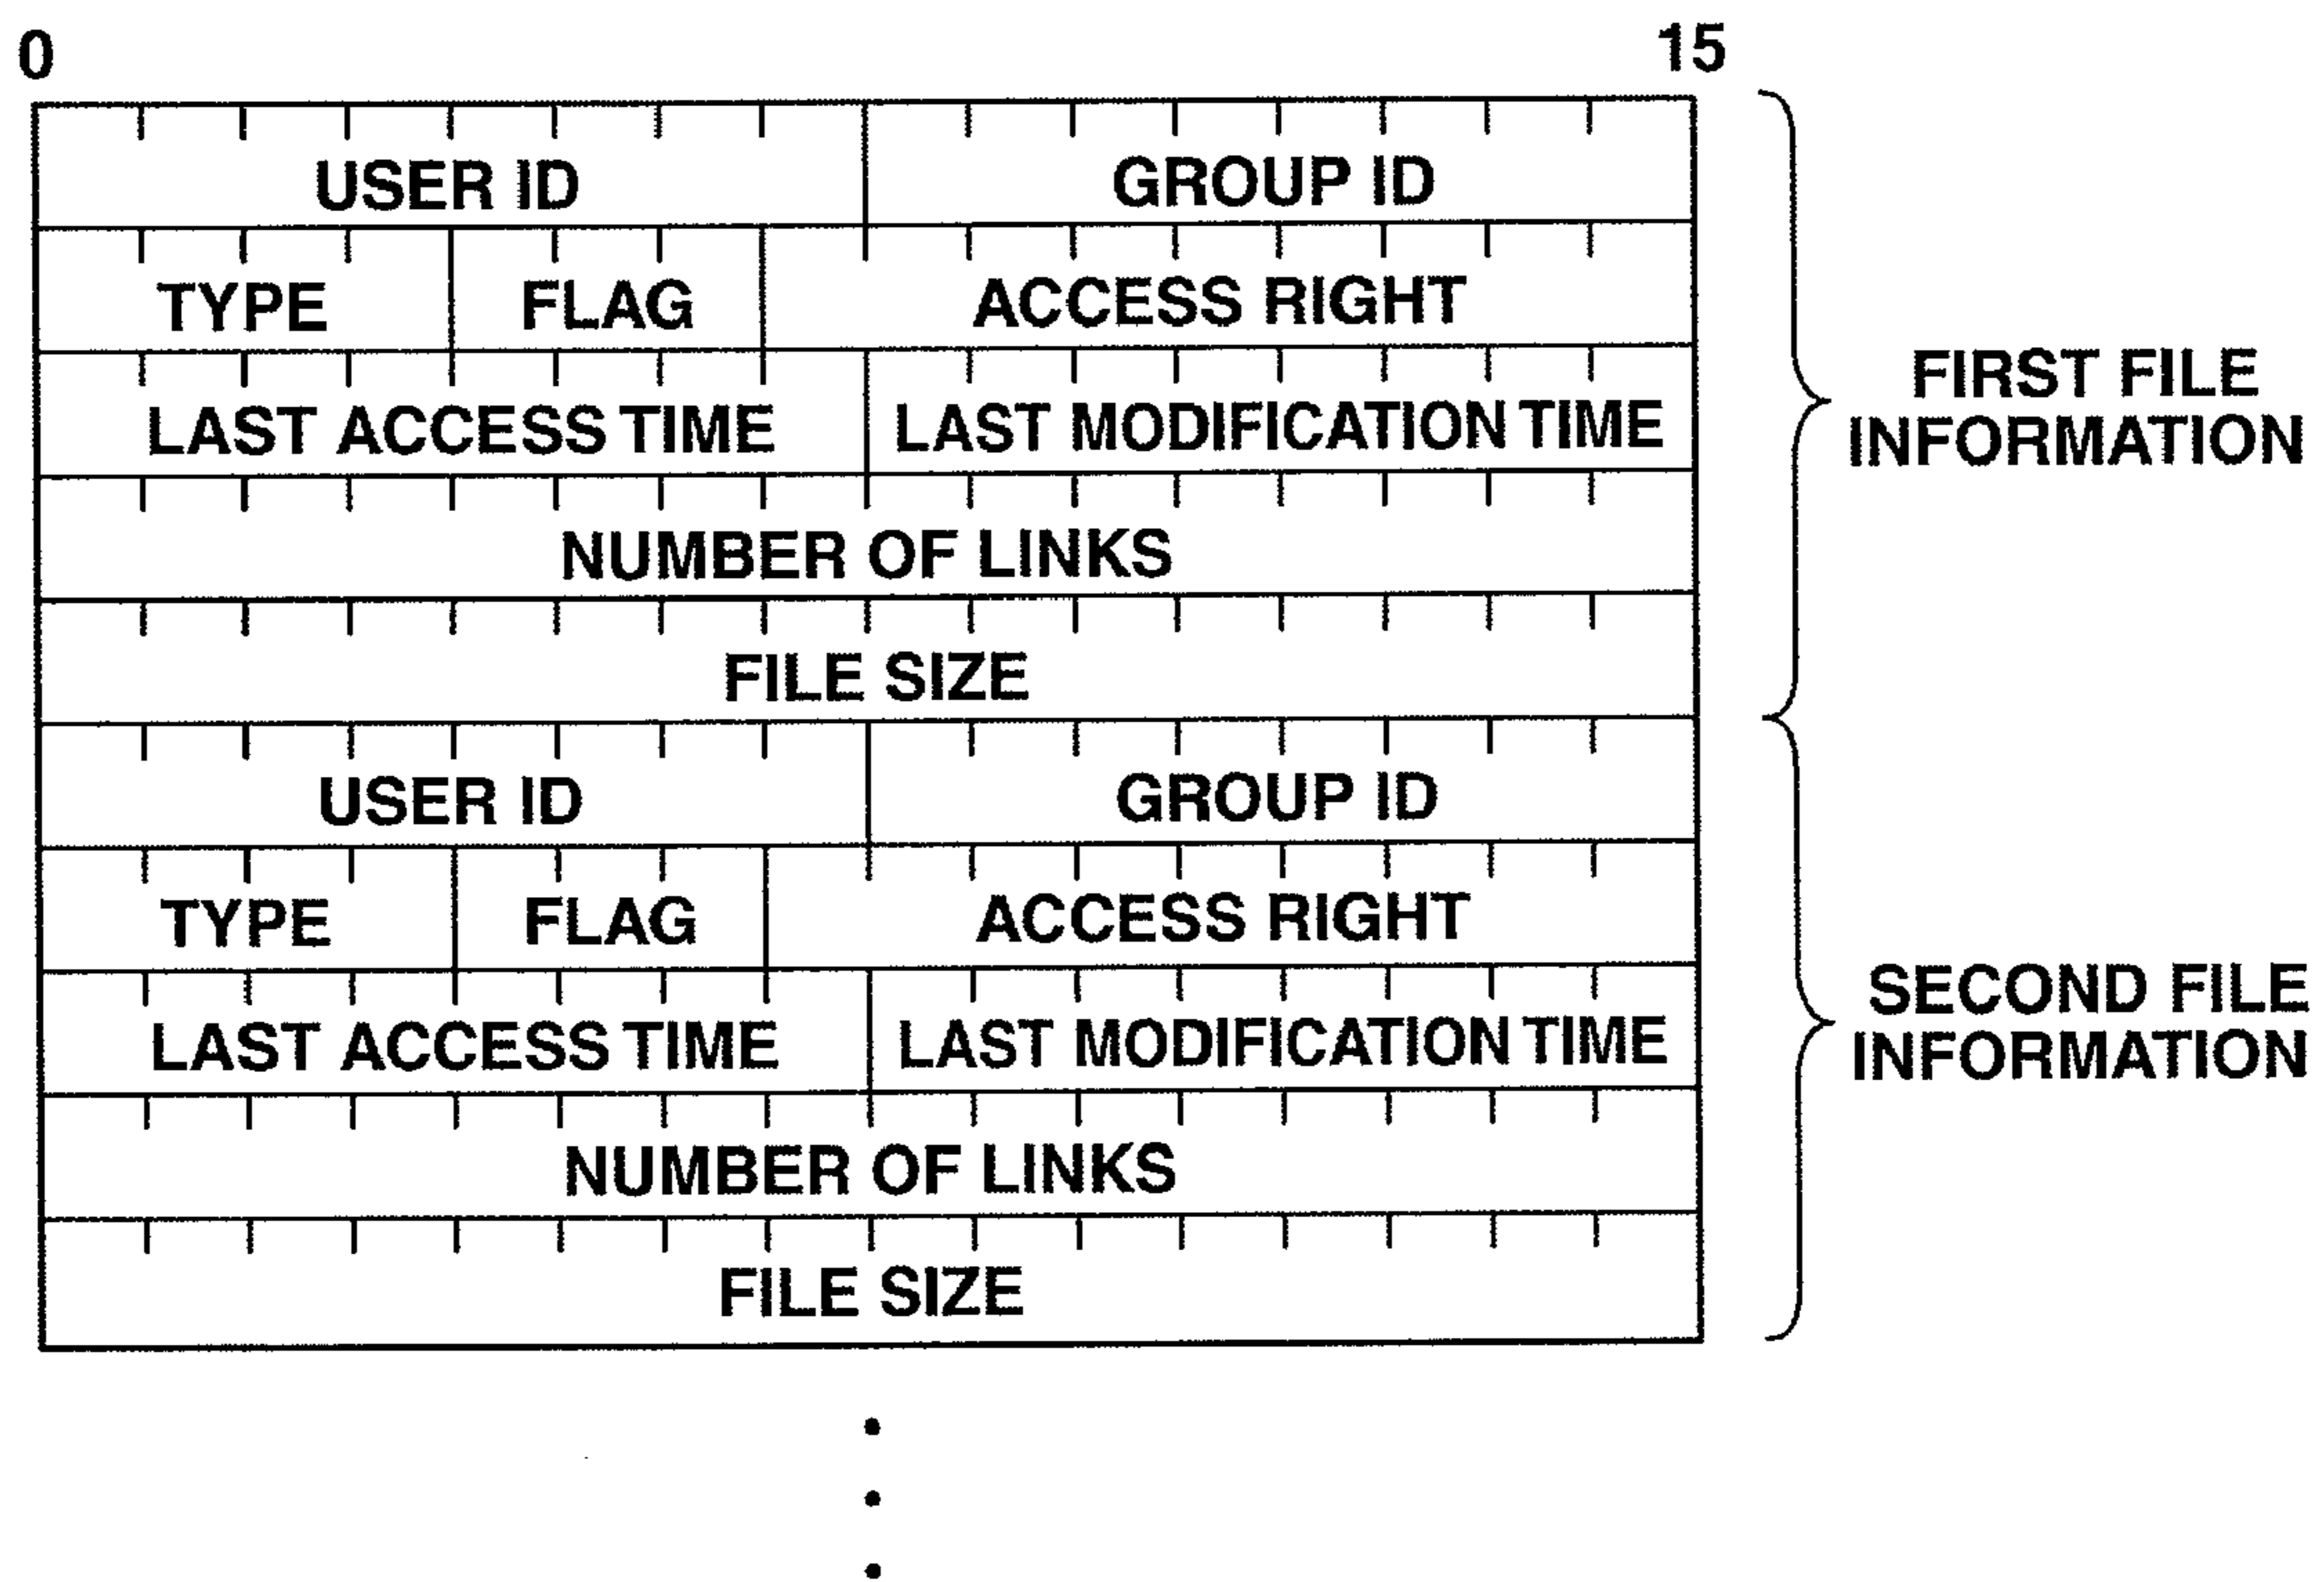 0 15
USER ID GROUP ID
TYPE FLAG ACCESS RIGHT
LAST ACCESS TIME LAST MODIFICATION TIME
NUMBER OF LINKS
FILE SIZE
FIRST FILE
INFORMATION
USER ID GROUP ID
TYPE FLAG ACCESS RIGHT
LAST ACCESS TIME LAST MODIFICATION TIME
NUMBER OF LINKS
FILE SIZE
SECOND FILE
INFORMATION